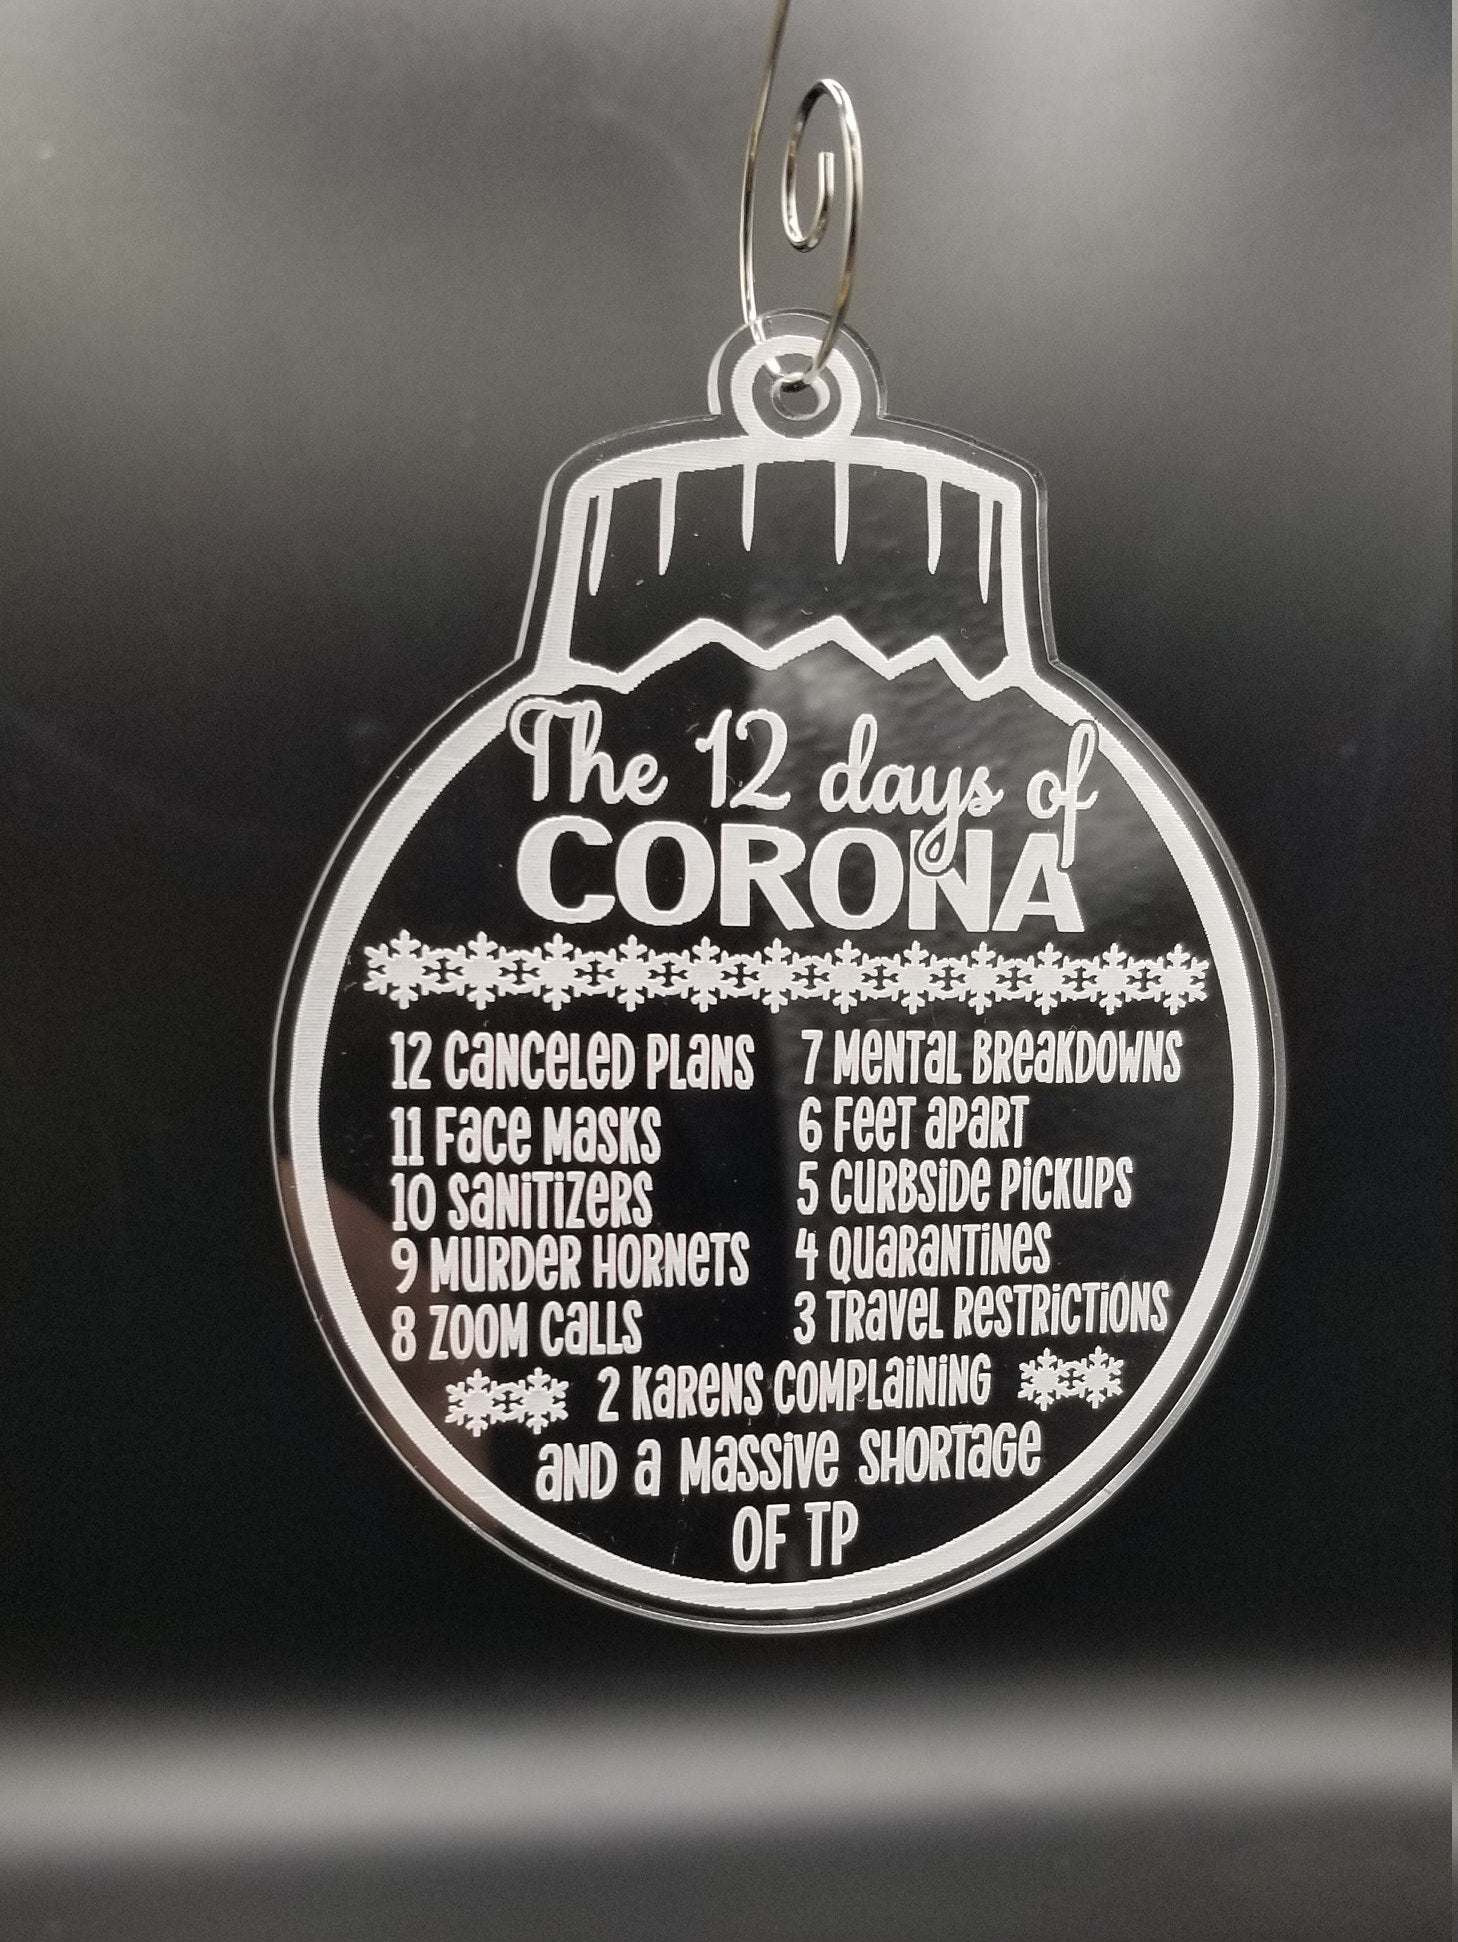 The 12 days of
CORONA
12 CaNCeLeD PLaNS
11 Face Masks
10 SaNiTiZeRS
9 MURDeR HORNeTS
8 ZOOM CaLLS
7 MeNTaL BReaKDOWNS
6 FeeT aPaRT
5 CURBSiDe PiCKUPS
4 QUaRaNTiNeS
3 TRaVeL ReSTRiCTiONS
2 KaReNS COMPLaiNiNG
aND a MaSSiVe SHORTaGe
OF TP